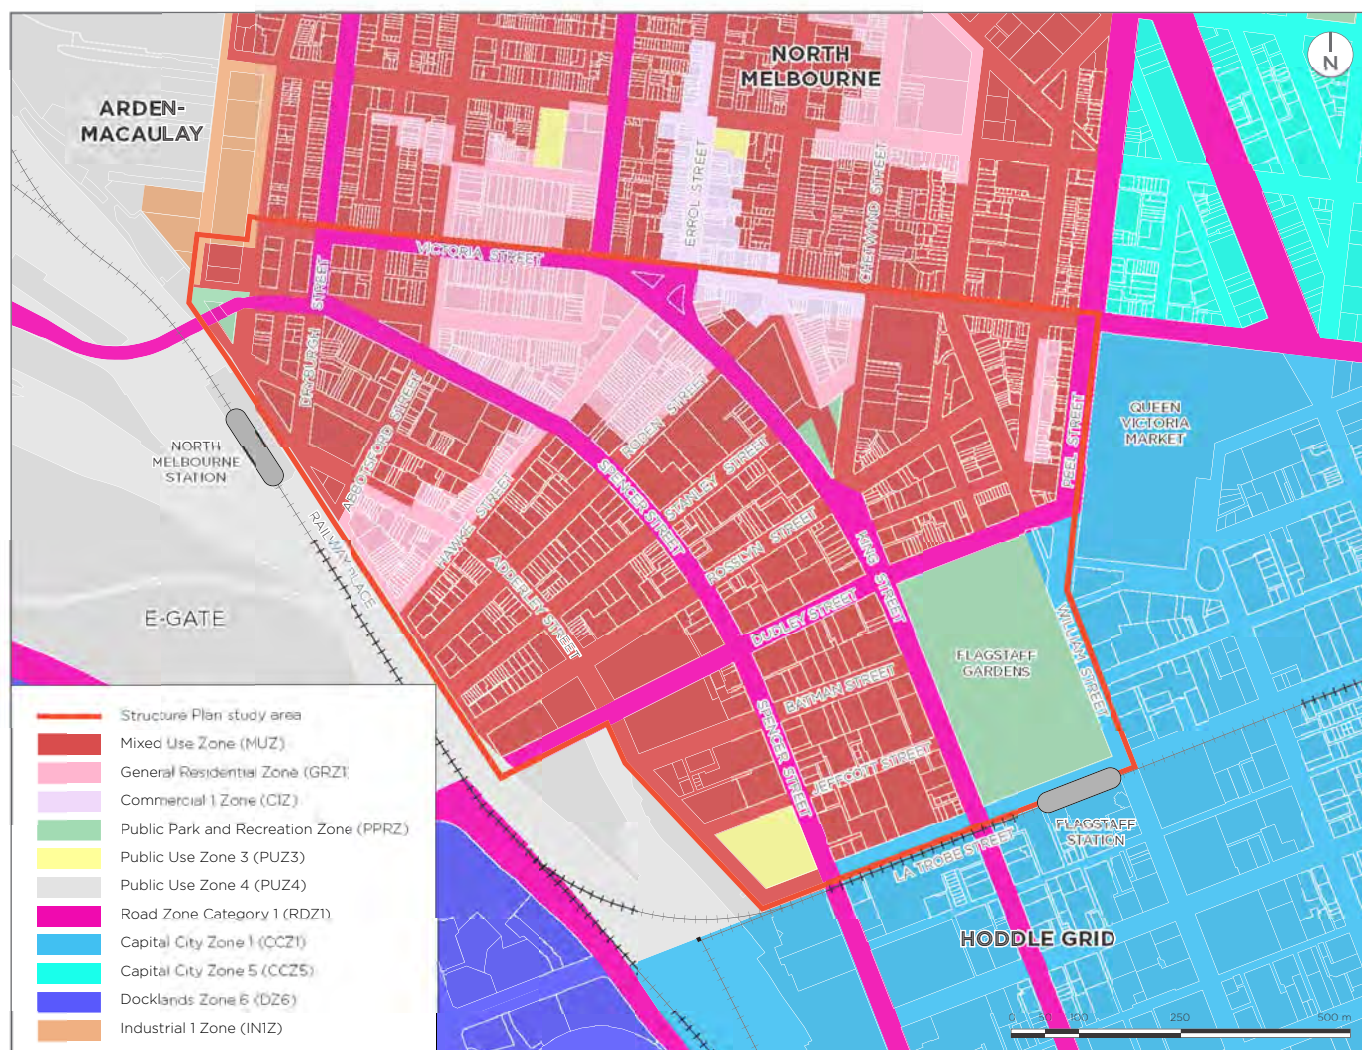 NORTH
MELBOURNE
N
ARDEN-
MACAULAY
ERROL STREET
CHETWYND STREET
VICTORIA STREET
STREET
DRYBURGH
ABBOTSFORD STREET
RODEN STREET
PEEL STREET
QUEEN
VICTORIA
MARKET
NORTH
MELBOURNE
STATION
HAWKE STREET
SPENCER STREET
STANLEY STREET
ROSSLYN STREET
KING STREET
RAILWAY PLACE
ADDERLEY STREET
DUDLEY STREET
E-GATE
WILLIAM STREET
FLAGSTAFF
GARDENS
BATMAN STREET
SPENCER STREET
JEFFCOTT STREET
FLAGSTAFF
STATION
LA TROBE STREET
HODDLE GRID
Structure Plan study area
Mixed Use Zone (MUZ)
General Residential Zone (GRZ1
Commercial 1 Zone (C1Z)
Public Park and Recreation Zone (PPRZ)
Public Use Zone 3 (PUZ3)
Public Use Zone 4 (PUZ4)
Road Zone Category 1 (RDZ1)
Capital City Zone 1 (CCZ1)
Capital City Zone 5 (CCZ5)
Docklands Zone 6 (DZ6)
Industrial 1 Zone (IN1Z)
0 50 100 250 500 m